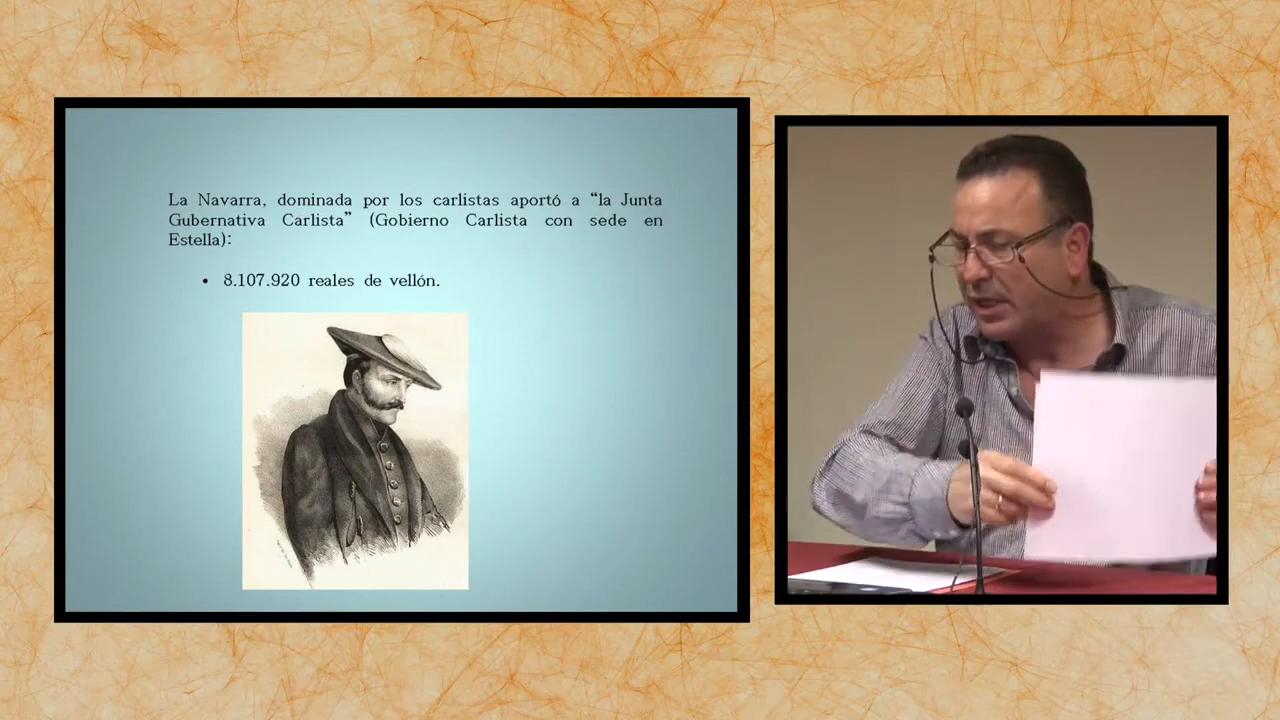 La Navarra, dominada por los carlistas aportó a “la Junta
Gubernativa Carlista” (Gobierno Carlista con sede en
Estella):
• 8.107.920 reales de vellón.